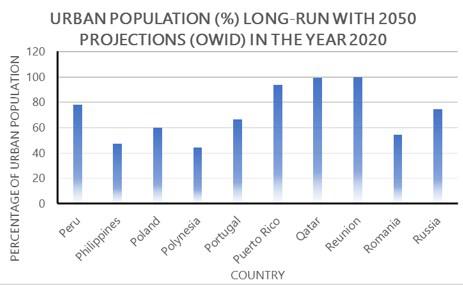 URBAN POPULATION (%) LONG-RUN WITH 2050
PROJECTIONS (OWID) IN THE YEAR 2020
PERCENTAGE OF URBAN POPULATION
120
100
80
60
40
20
0
Peru
Philippines
Poland
Polynesia
Portugal
Puerto Rico
Qatar
Reunion
Romania
Russia
COUNTRY